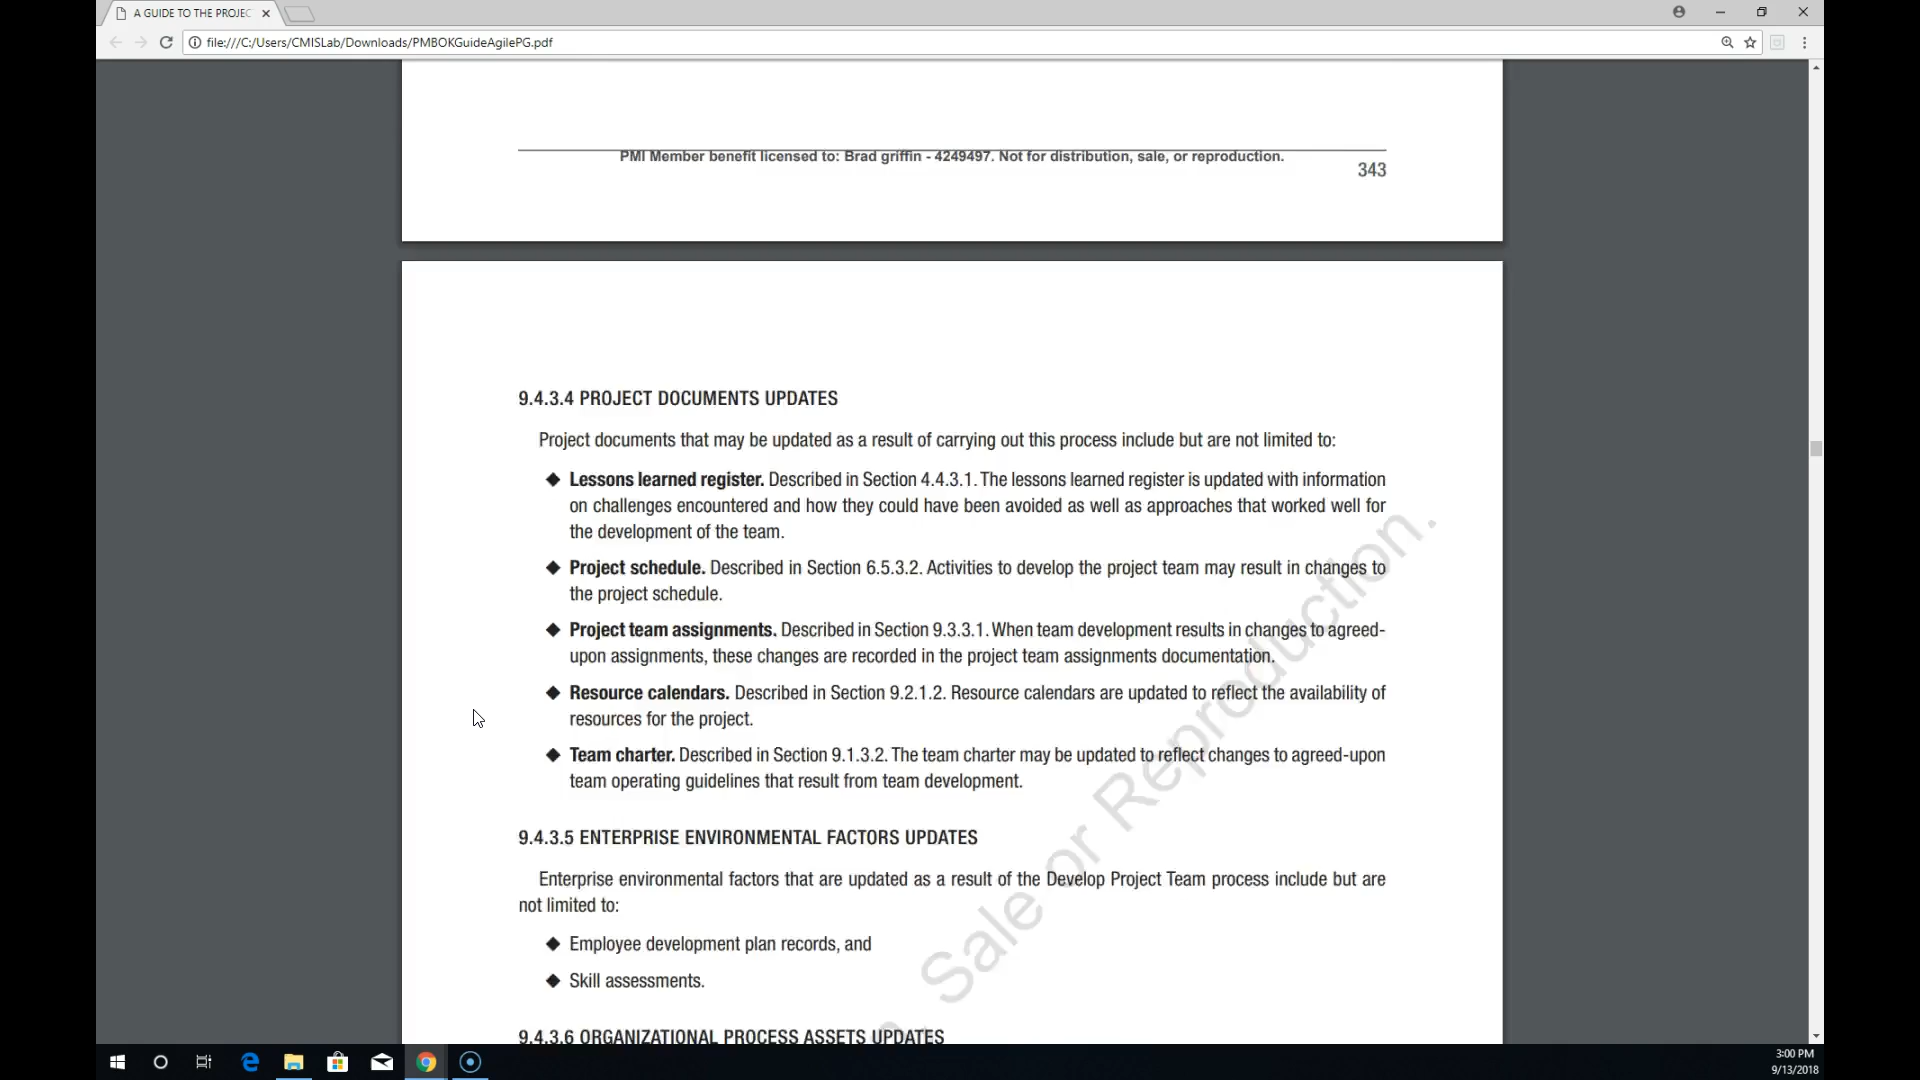 A GUIDE TO THE PROJEC
file:///C:/Users/CMISLab/Downloads/PMBOKGuideAgilePG.pdf
PMI Member benefit licensed to: Brad griffin - 4249497. Not for distribution, sale, or reproduction.
343
9.4.3.4 PROJECT DOCUMENTS UPDATES
Project documents that may be updated as a result of carrying out this process include but are not limited to:
◆ Lessons learned register. Described in Section 4.4.3.1. The lessons learned register is updated with information
on challenges encountered and how they could have been avoided as well as approaches that worked well for
the development of the team.
◆ Project schedule. Described in Section 6.5.3.2. Activities to develop the project team may result in changes to
the project schedule.
◆ Project team assignments. Described in Section 9.3.3.1. When team development results in changes to agreed-
upon assignments, these changes are recorded in the project team assignments documentation.
◆ Resource calendars. Described in Section 9.2.1.2. Resource calendars are updated to reflect the availability of
resources for the project.
◆ Team charter. Described in Section 9.1.3.2. The team charter may be updated to reflect changes to agreed-upon
team operating guidelines that result from team development.
9.4.3.5 ENTERPRISE ENVIRONMENTAL FACTORS UPDATES
Enterprise environmental factors that are updated as a result of the Develop Project Team process include but are
not limited to:
◆ Employee development plan records, and
◆ Skill assessments.
9.4.3.6 ORGANIZATIONAL PROCESS ASSETS UPDATES
Sale or Reproduction.
3:00 PM
9/13/2018